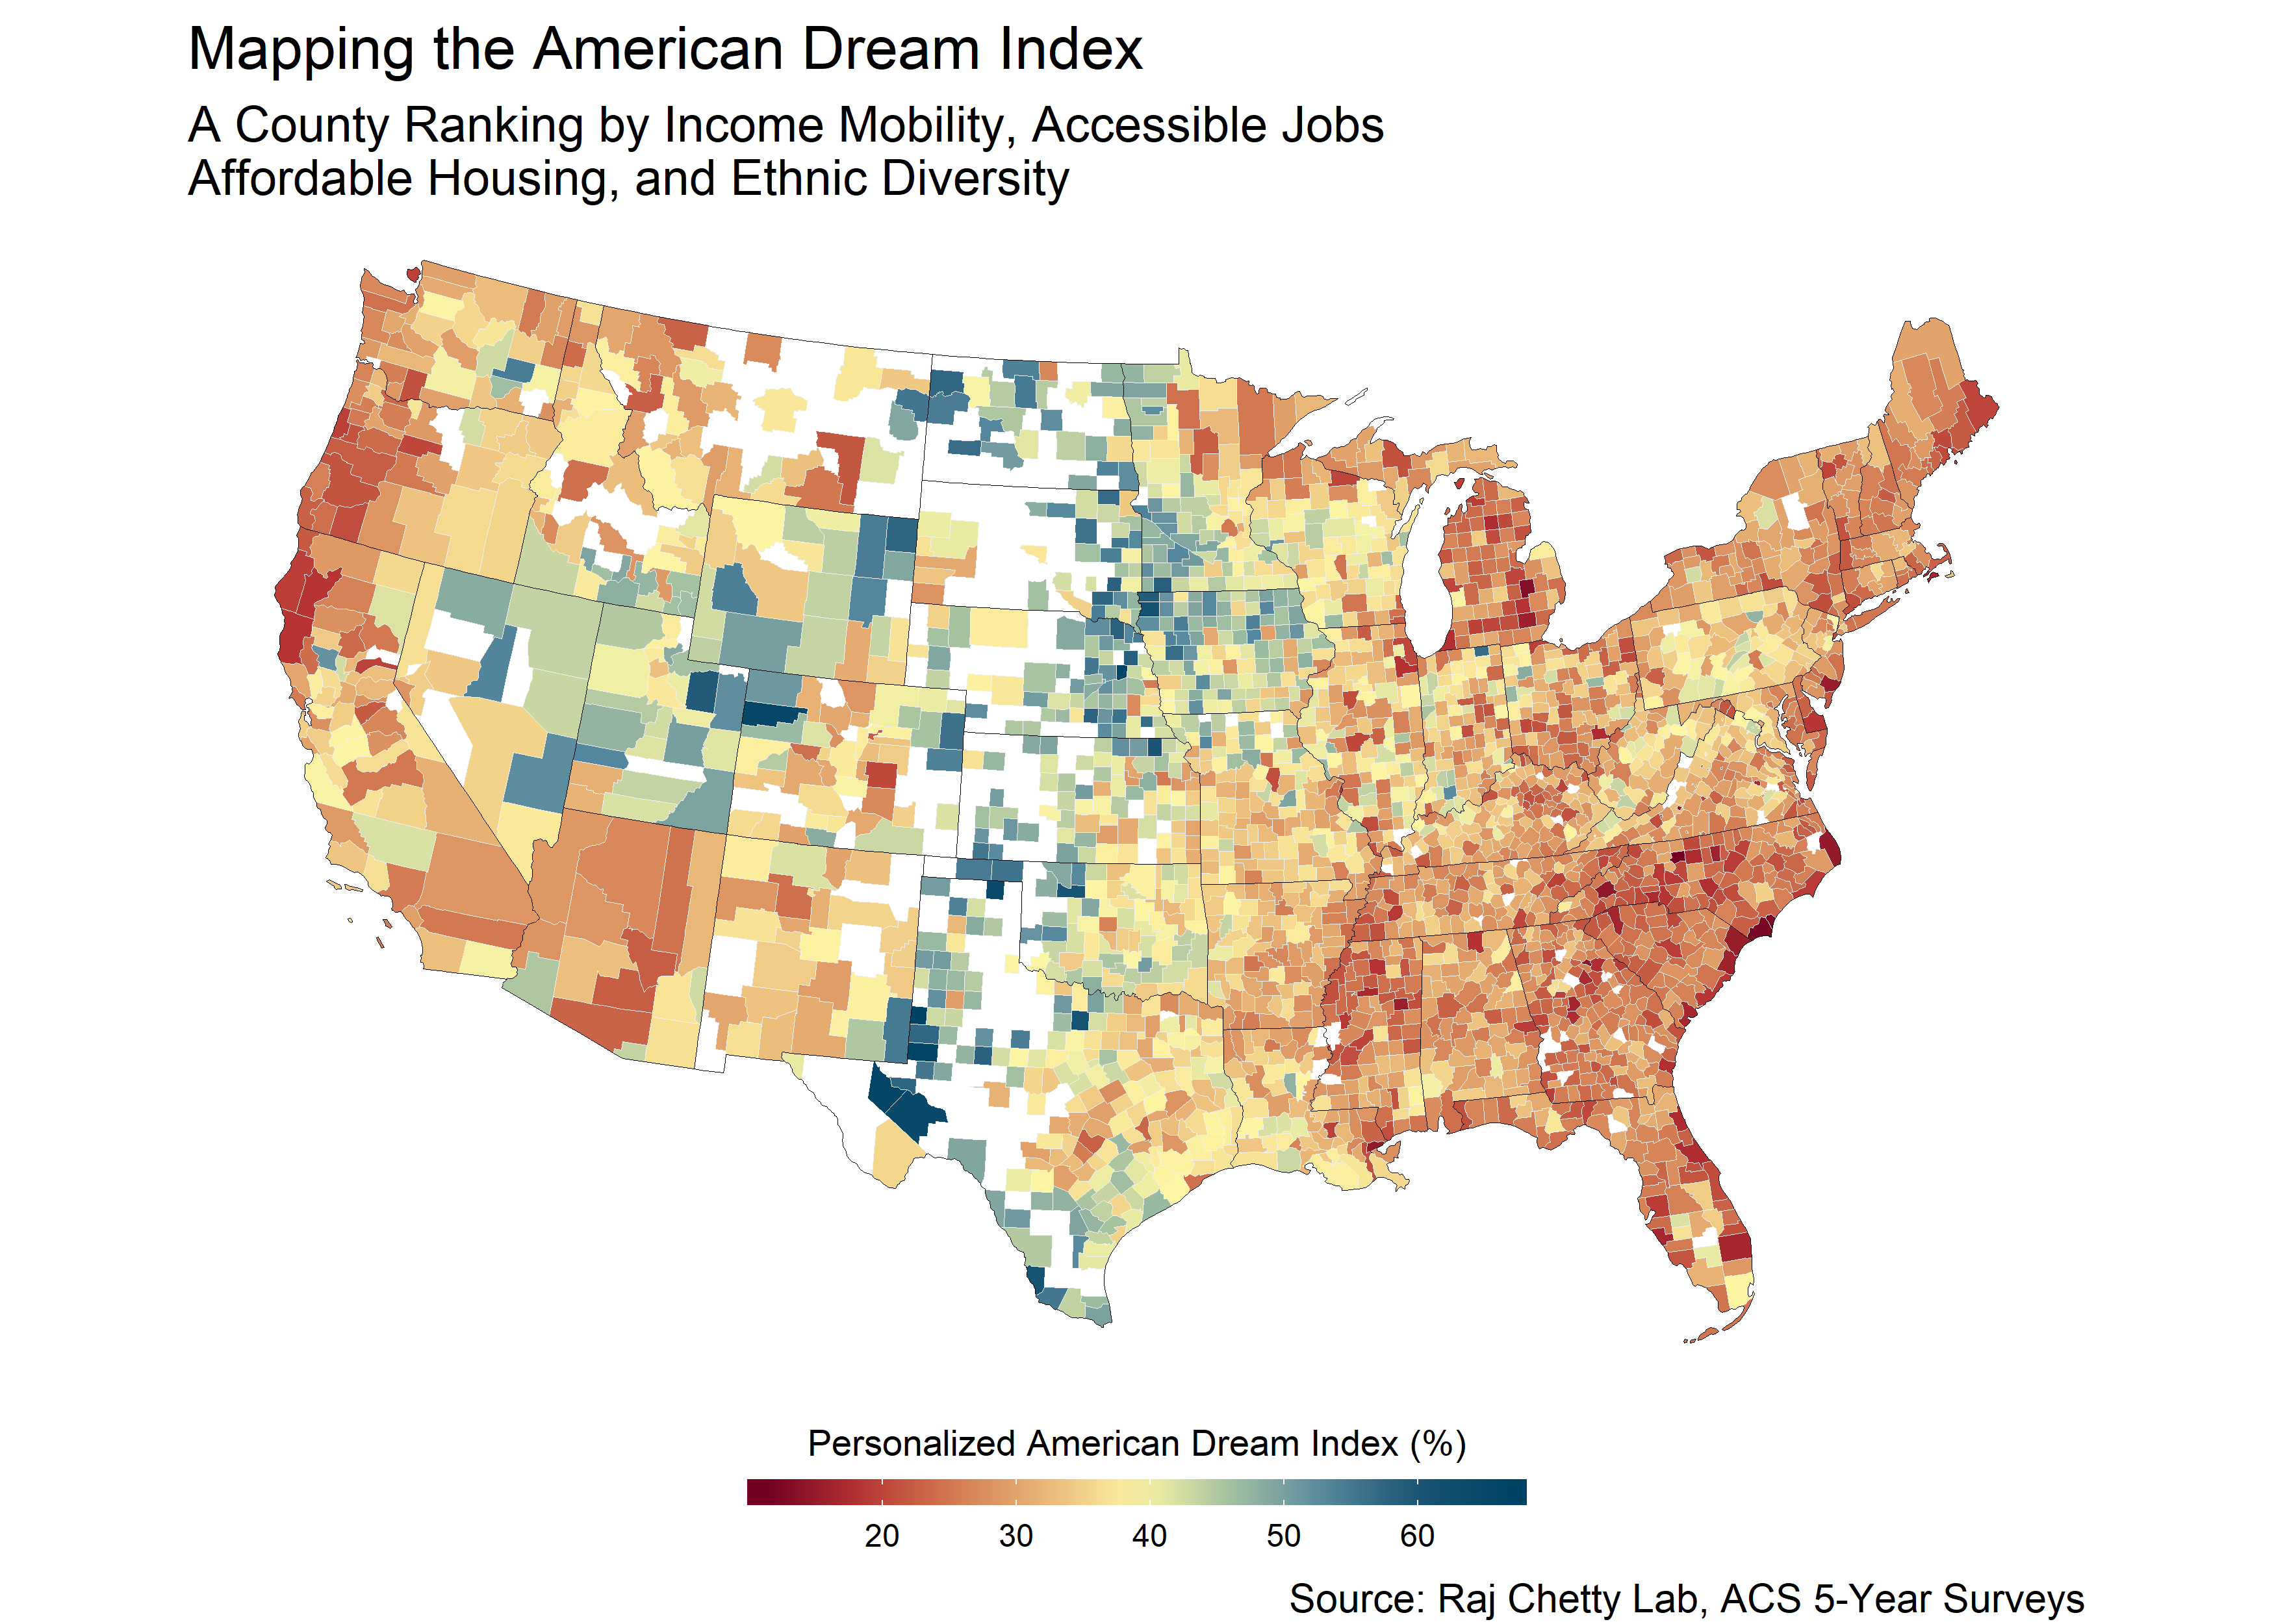 Mapping the American Dream Index
A County Ranking by Income Mobility, Accessible Jobs
Affordable Housing, and Ethnic Diversity
Personalized American Dream Index (%)
20 30 40 50 60
Source: Raj Chetty Lab, ACS 5-Year Surveys